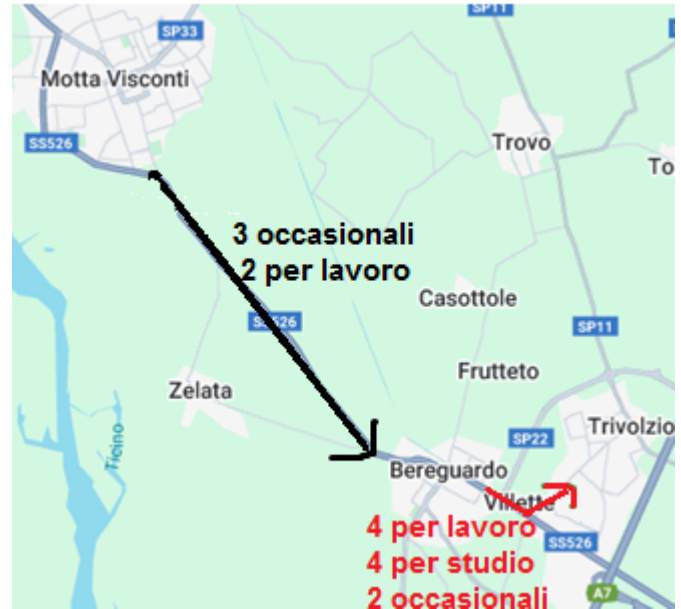 SP33
SP11
Motta Visconti
SS526
Trovo
To
3 occasionali
2 per lavoro
Casottole
SS526
SP11
Frutteto
Zelata
Ticino
Trivolzio
SP22
Bereguardo
Villette
4 per lavoro
SS526
4 per studio
A7
2 occasionali